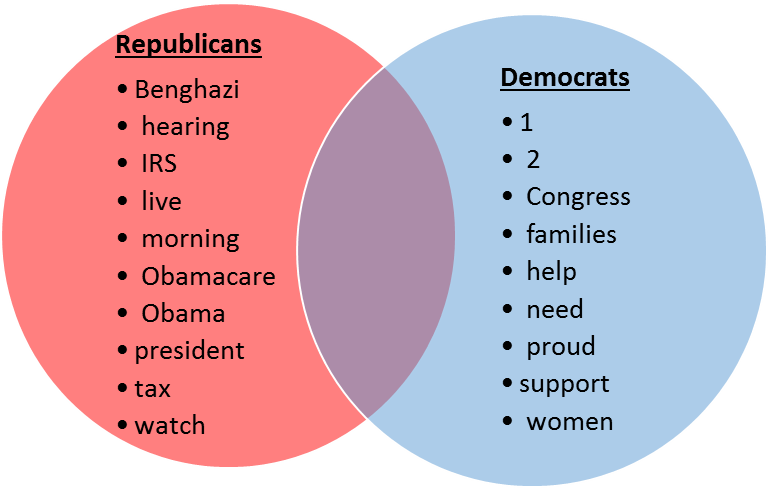 Republicans
• Benghazi
• hearing
• IRS
• live
• morning
• Obamacare
• Obama
• president
• tax
• watch
Democrats
• 1
• 2
• Congress
• families
• help
• need
• proud
• support
• women